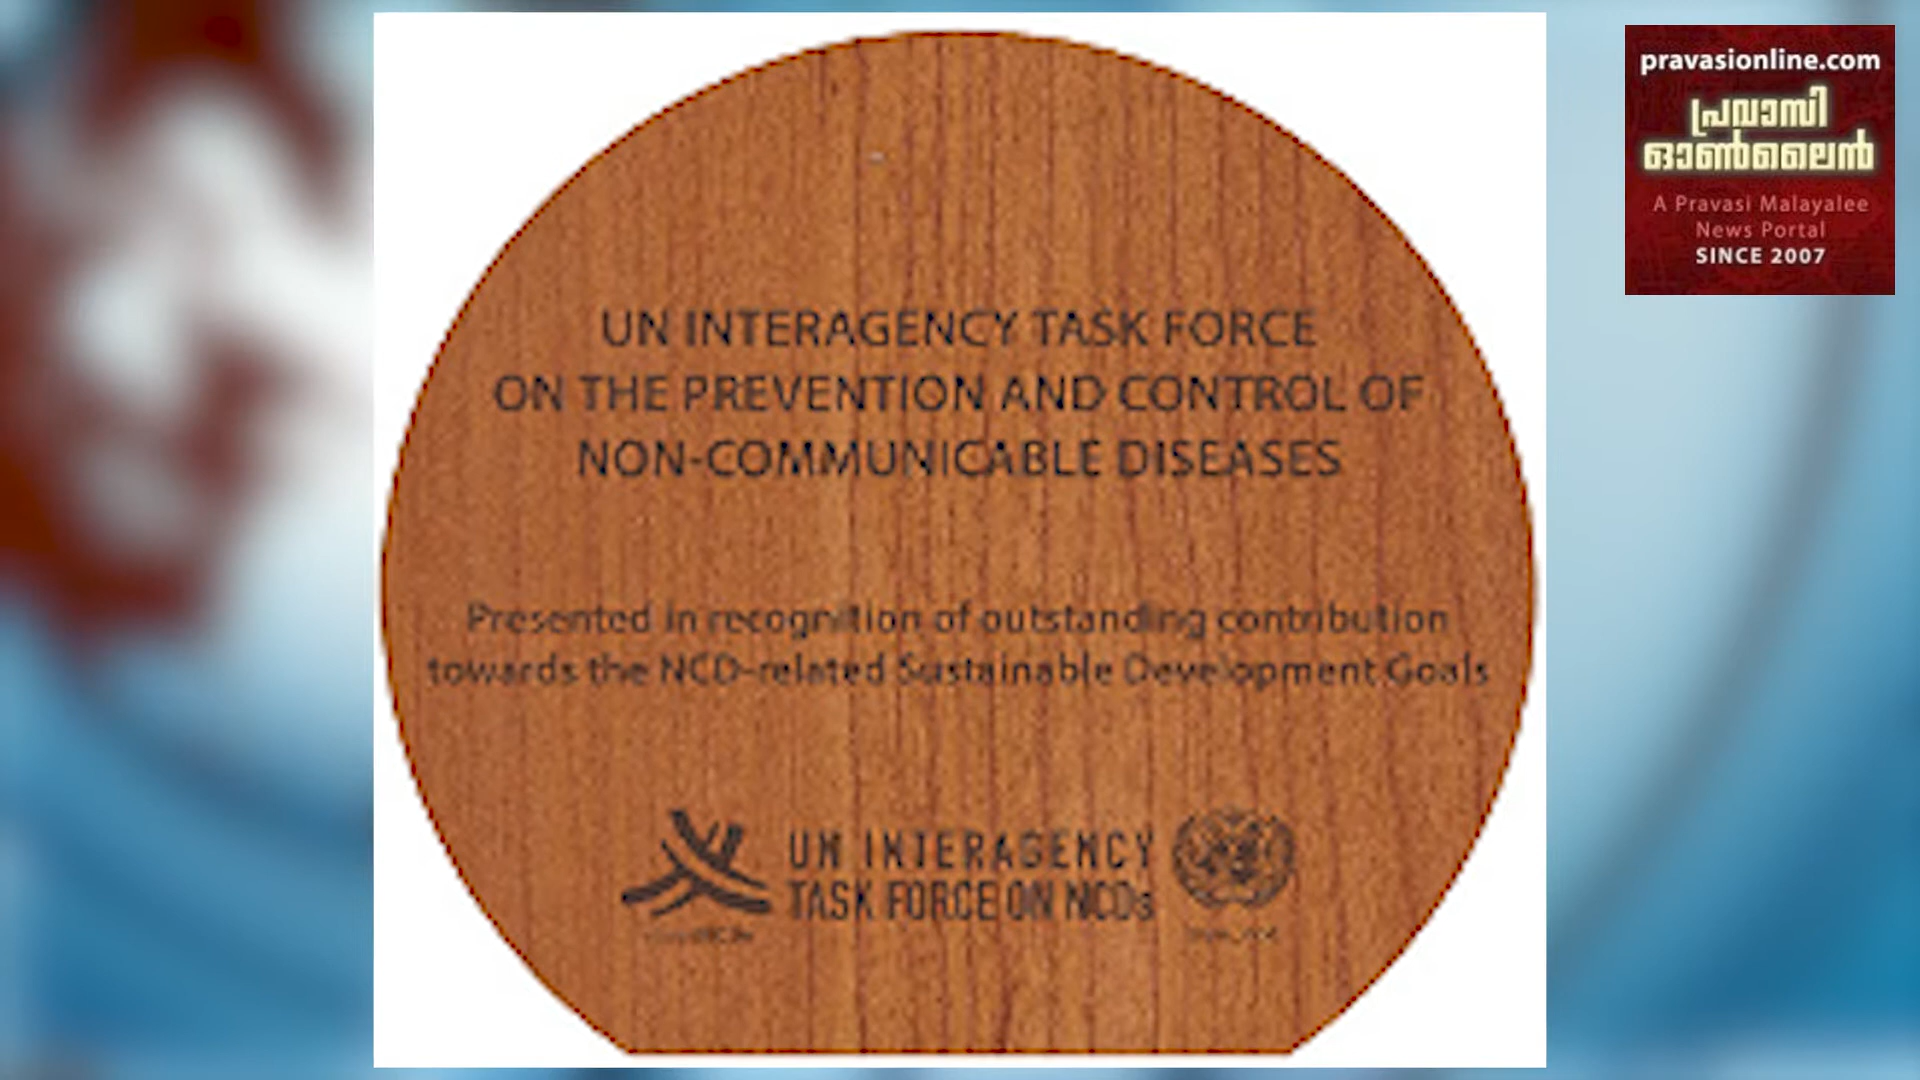 UN INTERAGENCY TASK FORCE
ON THE PREVENTION AND CONTROL OF
NON-COMMUNICABLE DISEASES
Presented in recognition of outstanding contribution
towards the NCD-related Sustainable Development Goals
UN INTERAGENCY
TASK FORCE ON NCDs
pravasionline.com
പ്രവാസി
ഓൺലൈൻ
A Pravasi Malayalee
News Portal
SINCE 2007